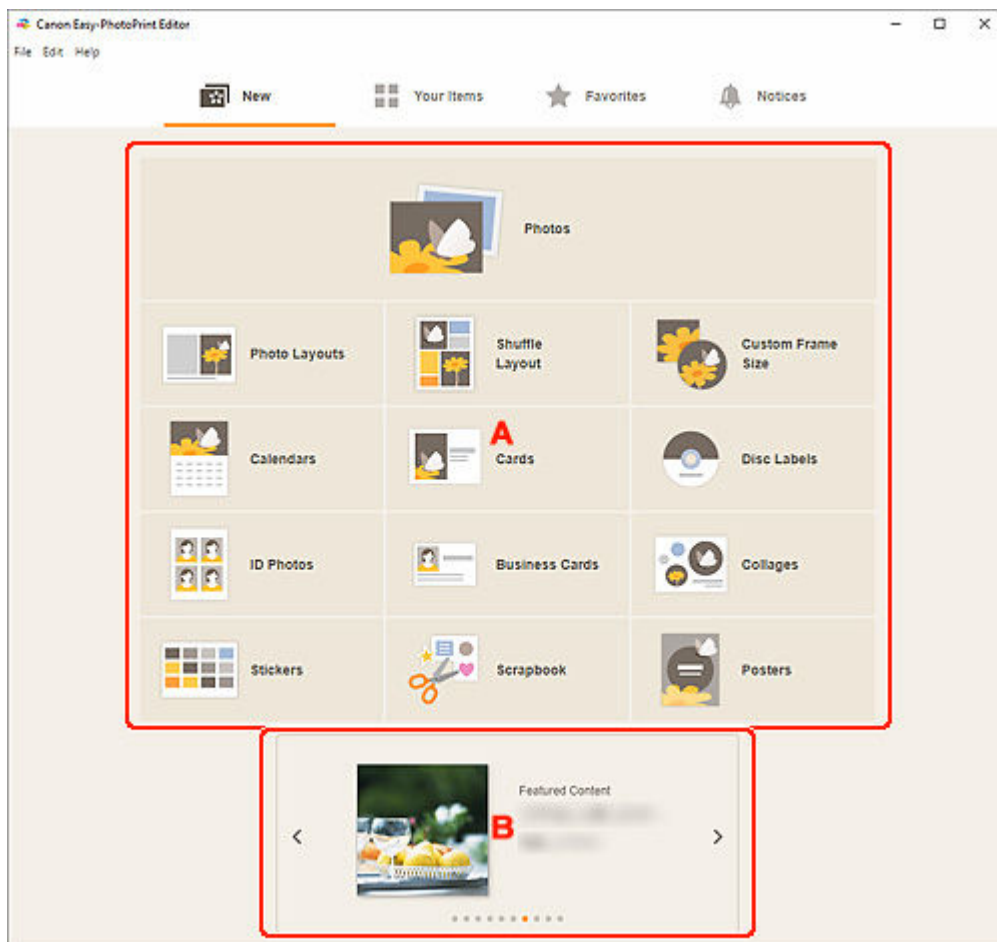 Canon Easy-PhotoPrint Editor
File Edit Help
New Your Items Favorites Notices
Photos
Photo Layouts
Shuffle
Layout
Custom Frame
Size
Calendars
A
Cards
Disc Labels
ID Photos
Business Cards
Collages
Stickers
Scrapbook
Posters
Featured Content
B